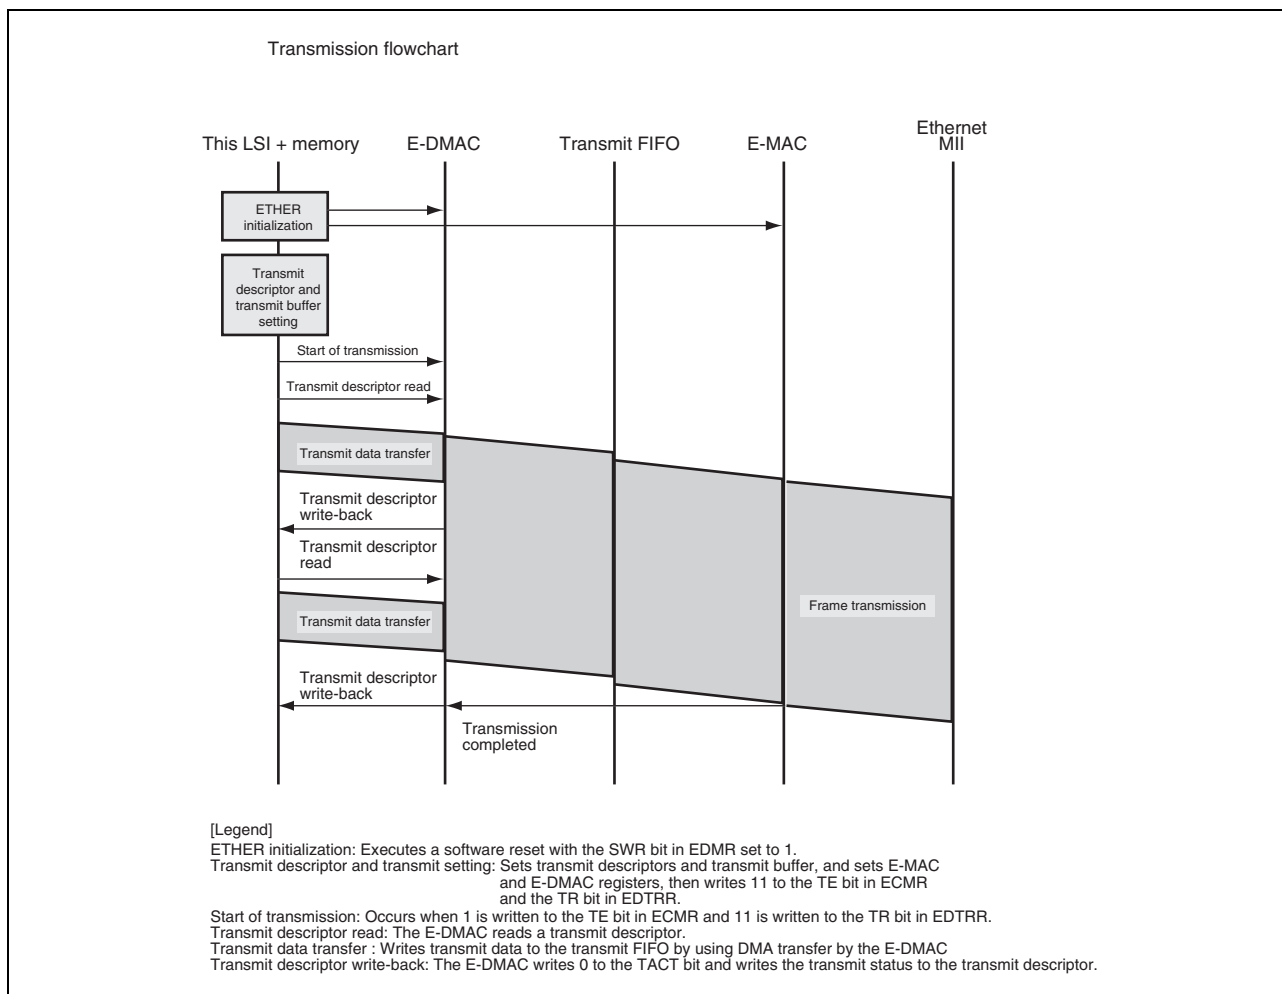 Transmission flowchart
This LSI + memory
E-DMAC
Transmit FIFO
E-MAC
Ethernet
MII
ETHER
initialization
Transmit
descriptor and
transmit buffer
setting
Start of transmission
Transmit descriptor read
Transmit data transfer
Transmit descriptor
write-back
Transmit descriptor
read
Frame transmission
Transmit data transfer
Transmit descriptor
write-back
Transmission
completed
[Legend]
ETHER initialization: Executes a software reset with the SWR bit in EDMR set to 1.
Transmit descriptor and transmit setting: Sets transmit descriptors and transmit buffer, and sets E-MAC
and E-DMAC registers, then writes 11 to the TE bit in ECMR
and the TR bit in EDTRR.
Start of transmission: Occurs when 1 is written to the TE bit in ECMR and 11 is written to the TR bit in EDTRR.
Transmit descriptor read: The E-DMAC reads a transmit descriptor.
Transmit data transfer : Writes transmit data to the transmit FIFO by using DMA transfer by the E-DMAC
Transmit descriptor write-back: The E-DMAC writes 0 to the TACT bit and writes the transmit status to the transmit descriptor.